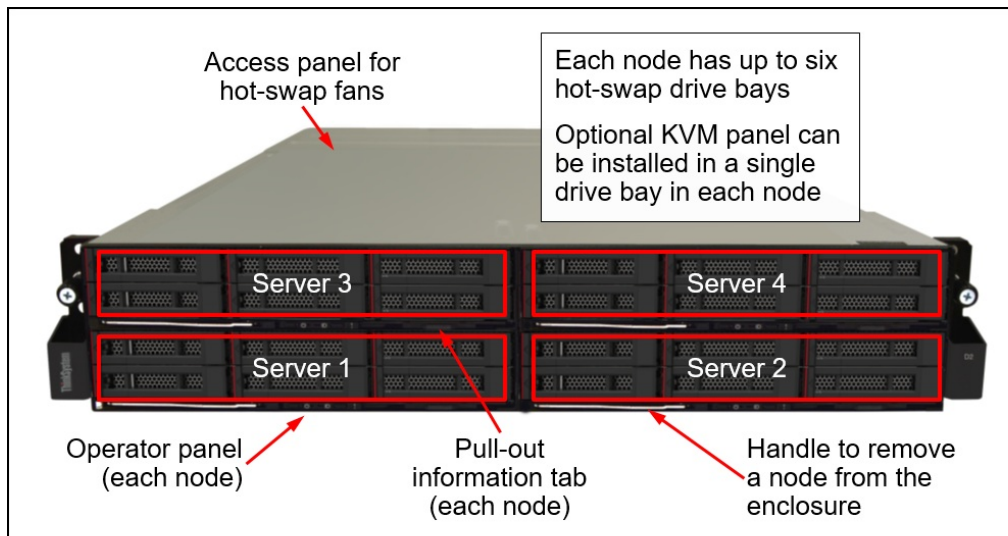 Access panel for
hot-swap fans
Each node has up to six
hot-swap drive bays
Optional KVM panel can
be installed in a single
drive bay in each node
Server 3
Server 4
Server 1
Server 2
ThinkSystem
D2
Operator panel
(each node)
Pull-out
information tab
(each node)
Handle to remove
a node from the
enclosure